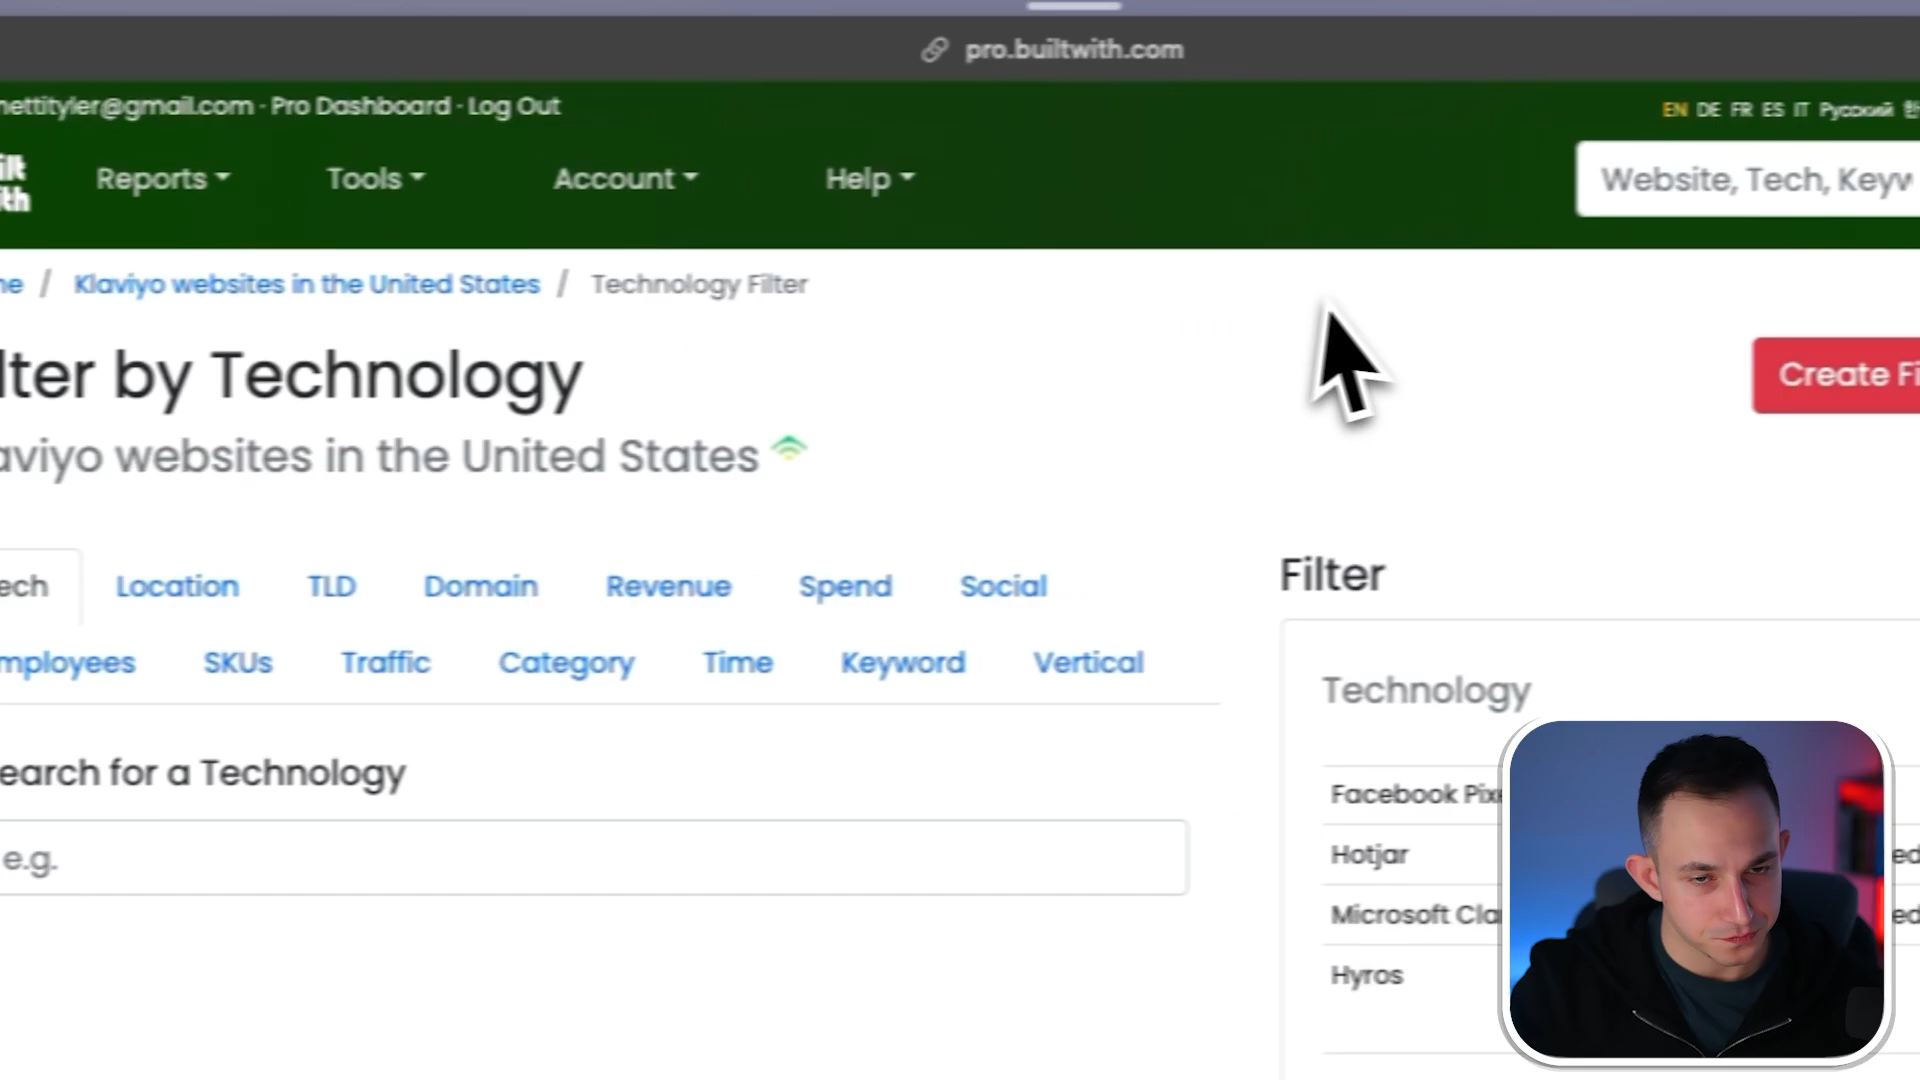 pro.builtwith.com
nettityler@gmail.com · Pro Dashboard · Log Out
EN DE FR ES IT Русский
Reports
Tools
Account
Help
Website, Tech, Keyw
/ Klaviyo websites in the United States / Technology Filter
lter by Technology
Create Fi
aviyo websites in the United States
ech
Location
TLD
Domain
Revenue
Spend
Social
Filter
mployees
SKUs
Traffic
Category
Time
Keyword
Vertical
Technology
earch for a Technology
Facebook Pix
e.g.
Hotjar
ed
Microsoft Cla
ed
Hyros